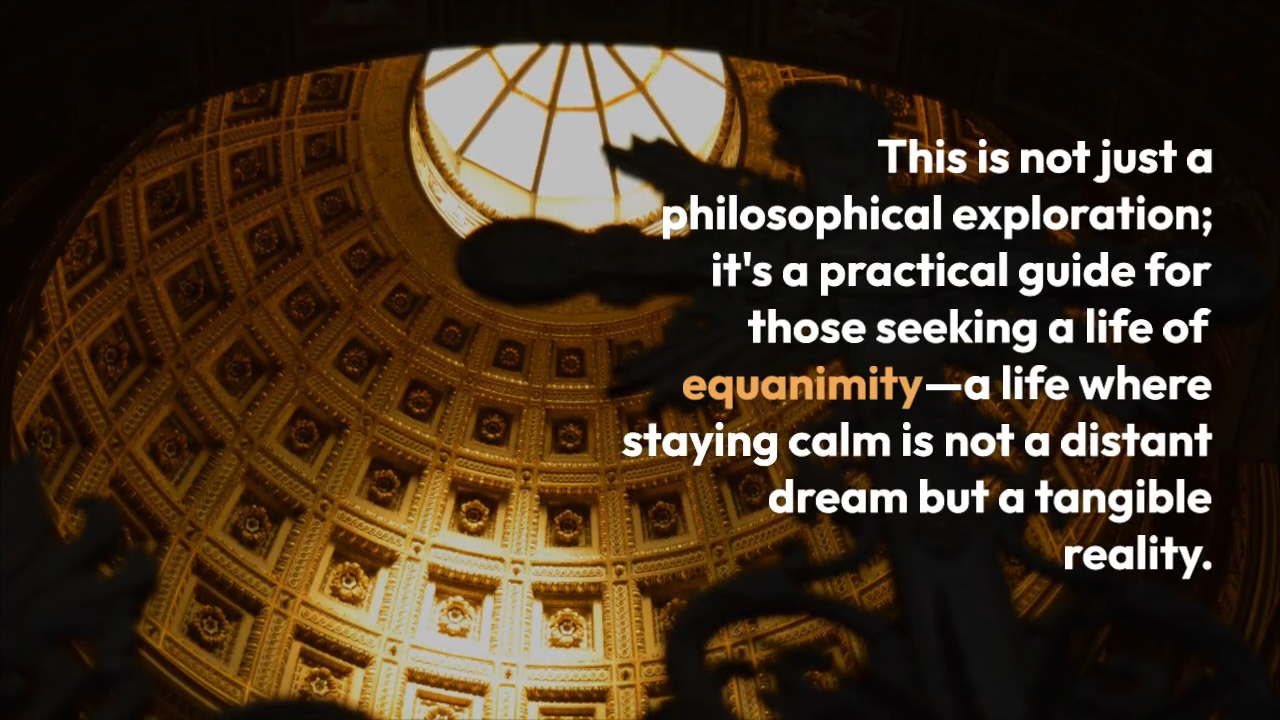 This is not just a
philosophical exploration;
it's a practical guide for
those seeking a life of
equanimity—a life where
staying calm is not a distant
dream but a tangible
reality.